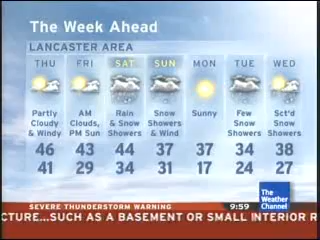 The Week Ahead
LANCASTER AREA
THU FRI SAT SUN MON TUE WED
Partly Cloudy & Windy
AM Clouds, PM Sun
Rain & Snow Showers
Snow Showers & Wind
Sunny
Few Snow Showers
Sct'd Snow Showers
46 43 44 37 37 34 38
41 29 34 31 17 24 27
SEVERE THUNDERSTORM WARNING 9:59
The Weather Channel
CTURE...SUCH AS A BASEMENT OR SMALL INTERIOR R